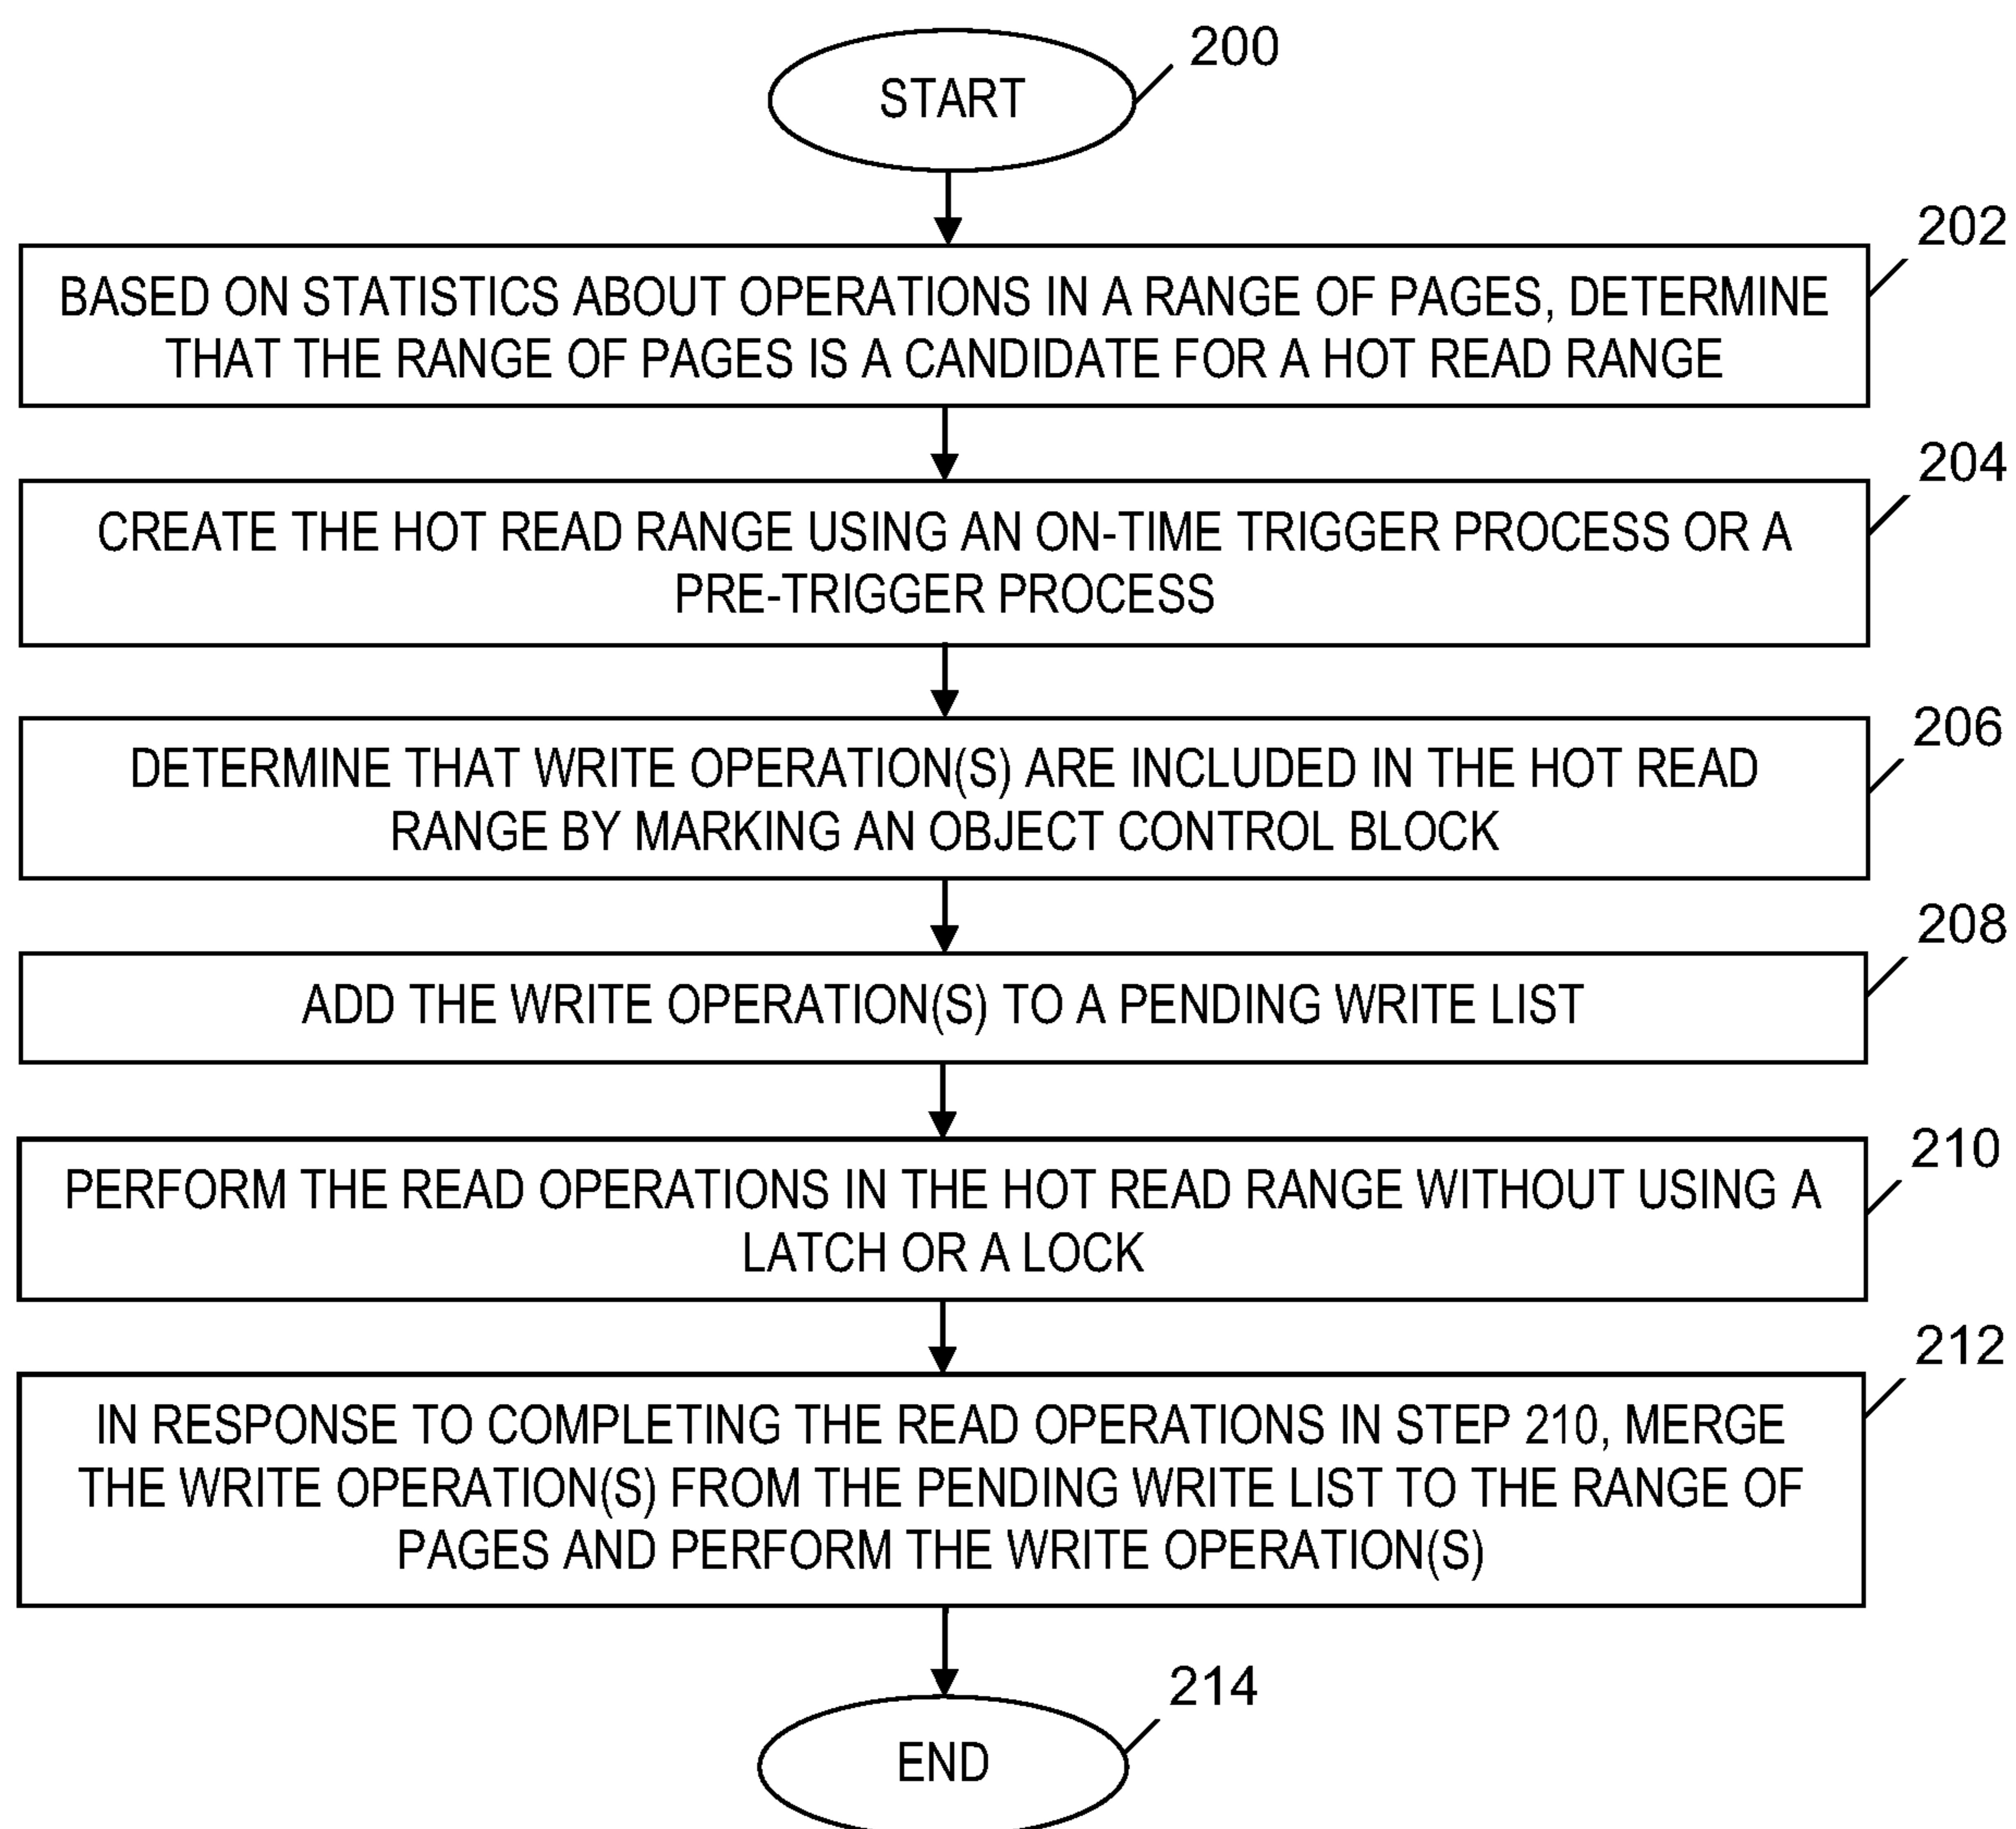 200
START
202
BASED ON STATISTICS ABOUT OPERATIONS IN A RANGE OF PAGES, DETERMINE
THAT THE RANGE OF PAGES IS A CANDIDATE FOR A HOT READ RANGE
204
CREATE THE HOT READ RANGE USING AN ON-TIME TRIGGER PROCESS OR A
PRE-TRIGGER PROCESS
206
DETERMINE THAT WRITE OPERATION(S) ARE INCLUDED IN THE HOT READ
RANGE BY MARKING AN OBJECT CONTROL BLOCK
208
ADD THE WRITE OPERATION(S) TO A PENDING WRITE LIST
210
PERFORM THE READ OPERATIONS IN THE HOT READ RANGE WITHOUT USING A
LATCH OR A LOCK
212
IN RESPONSE TO COMPLETING THE READ OPERATIONS IN STEP 210, MERGE
THE WRITE OPERATION(S) FROM THE PENDING WRITE LIST TO THE RANGE OF
PAGES AND PERFORM THE WRITE OPERATION(S)
214
END